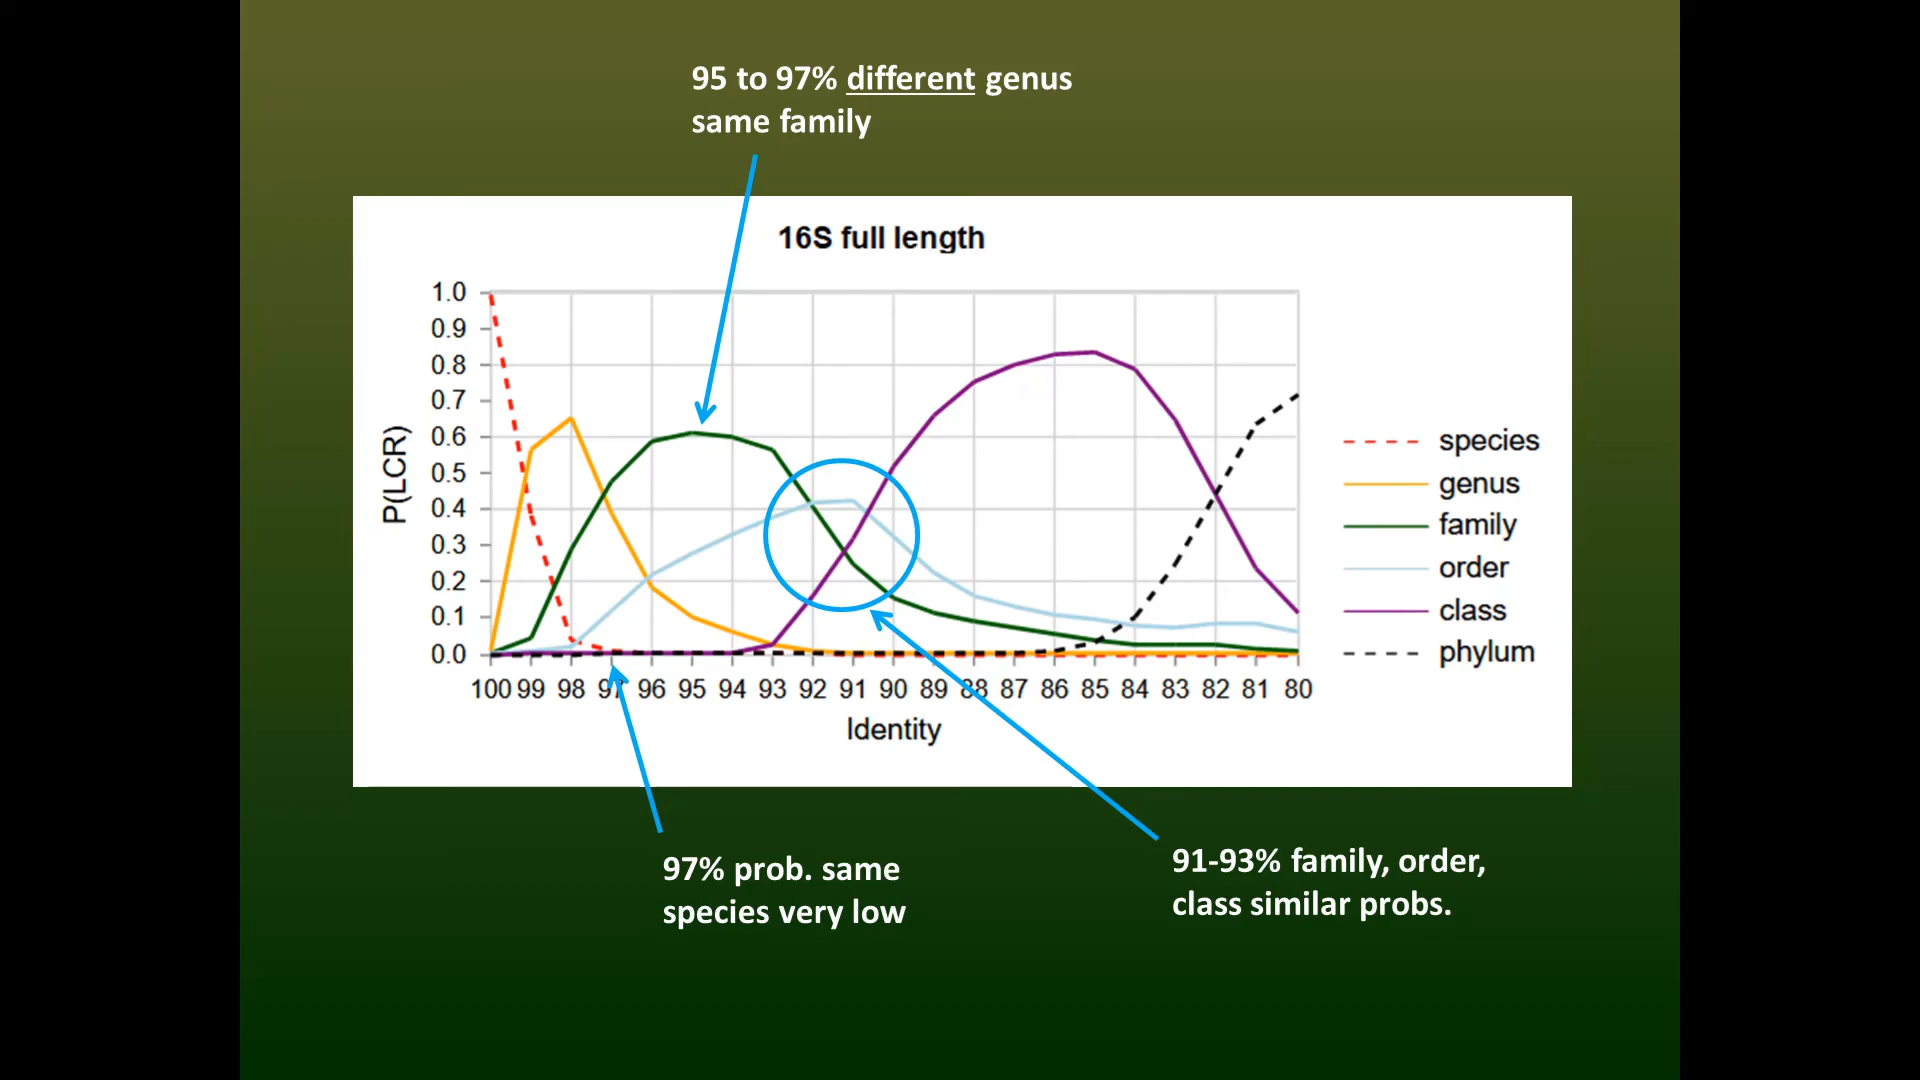 95 to 97% different genus
same family
16S full length
1.0
0.9
0.8
0.7
0.6
0.5
0.4
0.3
0.2
0.1
0.0
P(LCR)
100 99 98 97 96 95 94 93 92 91 90 89 88 87 86 85 84 83 82 81 80
Identity
species
genus
family
order
class
phylum
97% prob. same
species very low
91-93% family, order,
class similar probs.